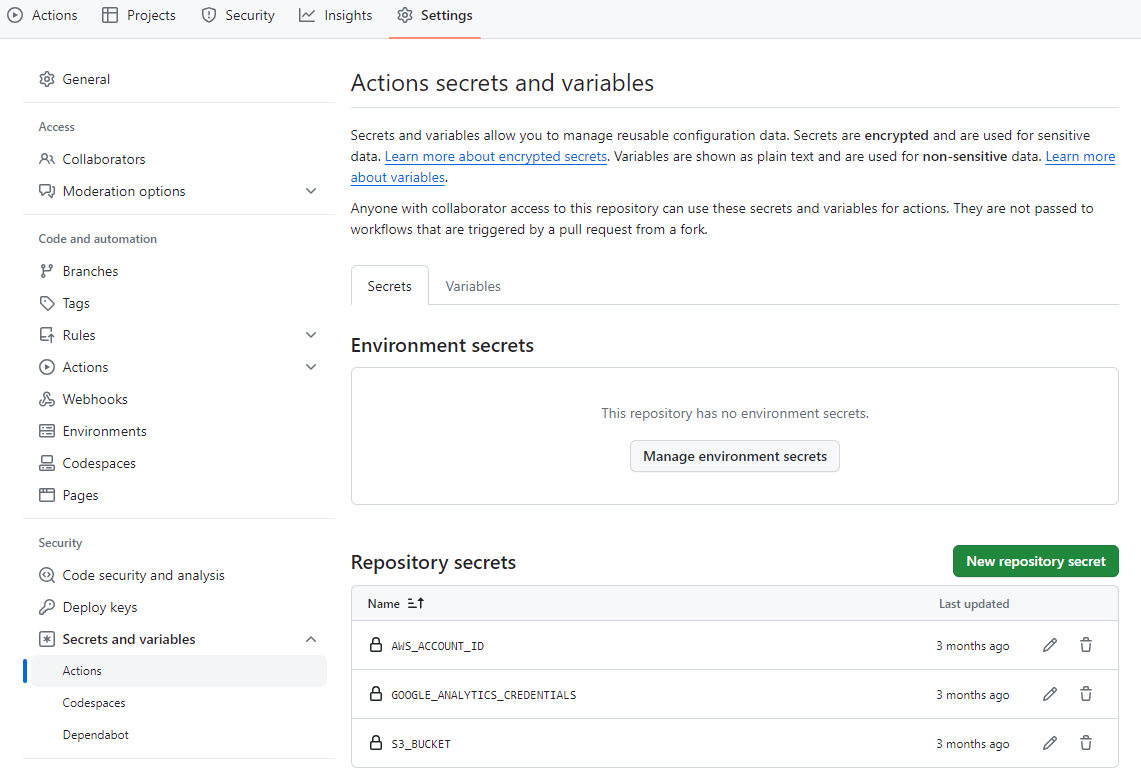 Actions Projects Security Insights Settings
General
Access
Collaborators
Moderation options
Code and automation
Branches
Tags
Rules
Actions
Webhooks
Environments
Codespaces
Pages
Security
Code security and analysis
Deploy keys
Secrets and variables
Actions
Codespaces
Dependabot
Actions secrets and variables
Secrets and variables allow you to manage reusable configuration data. Secrets are encrypted and are used for sensitive
data. Learn more about encrypted secrets. Variables are shown as plain text and are used for non-sensitive data. Learn more
about variables.
Anyone with collaborator access to this repository can use these secrets and variables for actions. They are not passed to
workflows that are triggered by a pull request from a fork.
Secrets Variables
Environment secrets
This repository has no environment secrets.
Manage environment secrets
Repository secrets New repository secret
Name Last updated
AWS_ACCOUNT_ID 3 months ago
GOOGLE_ANALYTICS_CREDENTIALS 3 months ago
S3_BUCKET 3 months ago